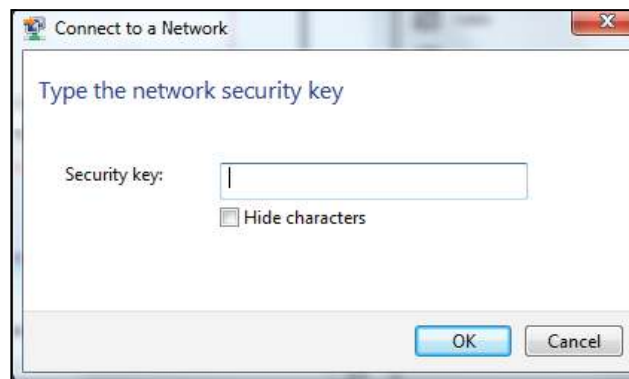 Connect to a Network
Type the network security key
Security key:
Hide characters
OK
Cancel